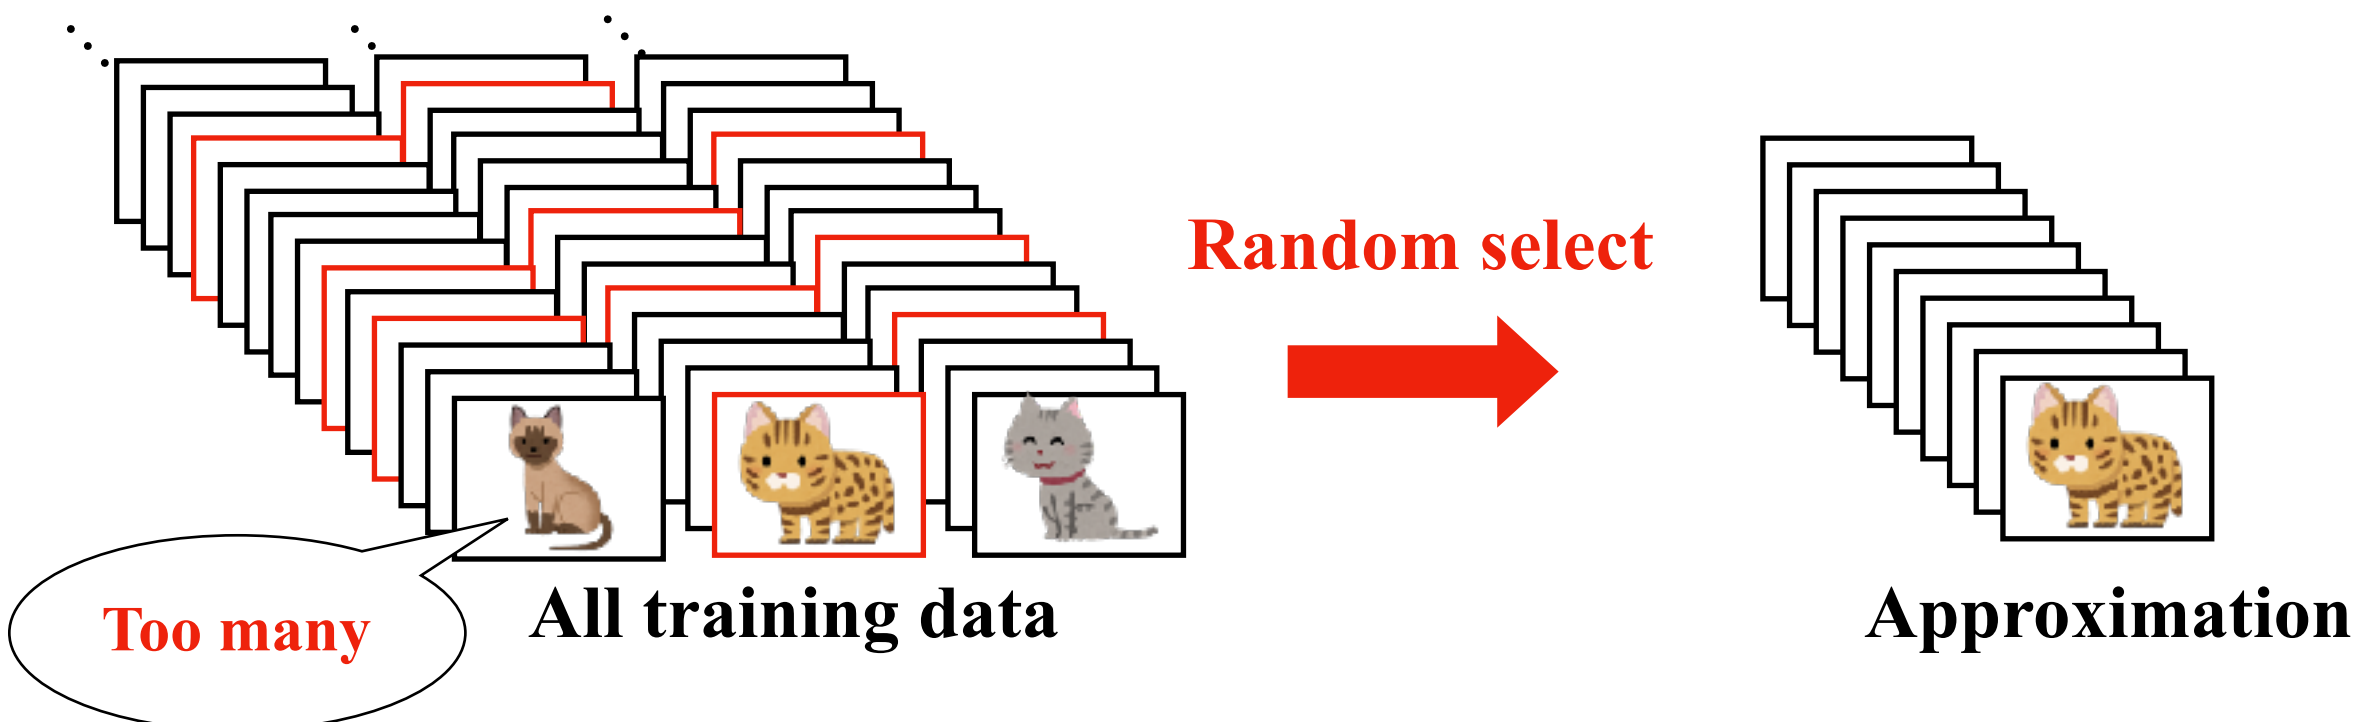 Random select
Too many
All training data
Approximation